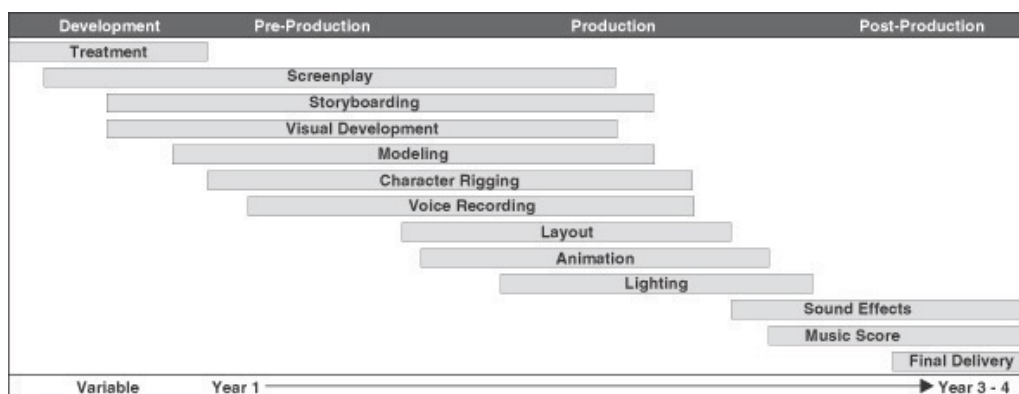 Development Pre-Production Production Post-Production
Treatment
Screenplay
Storyboarding
Visual Development
Modeling
Character Rigging
Voice Recording
Layout
Animation
Lighting
Sound Effects
Music Score
Final Delivery
Variable Year 1 Year 3 - 4